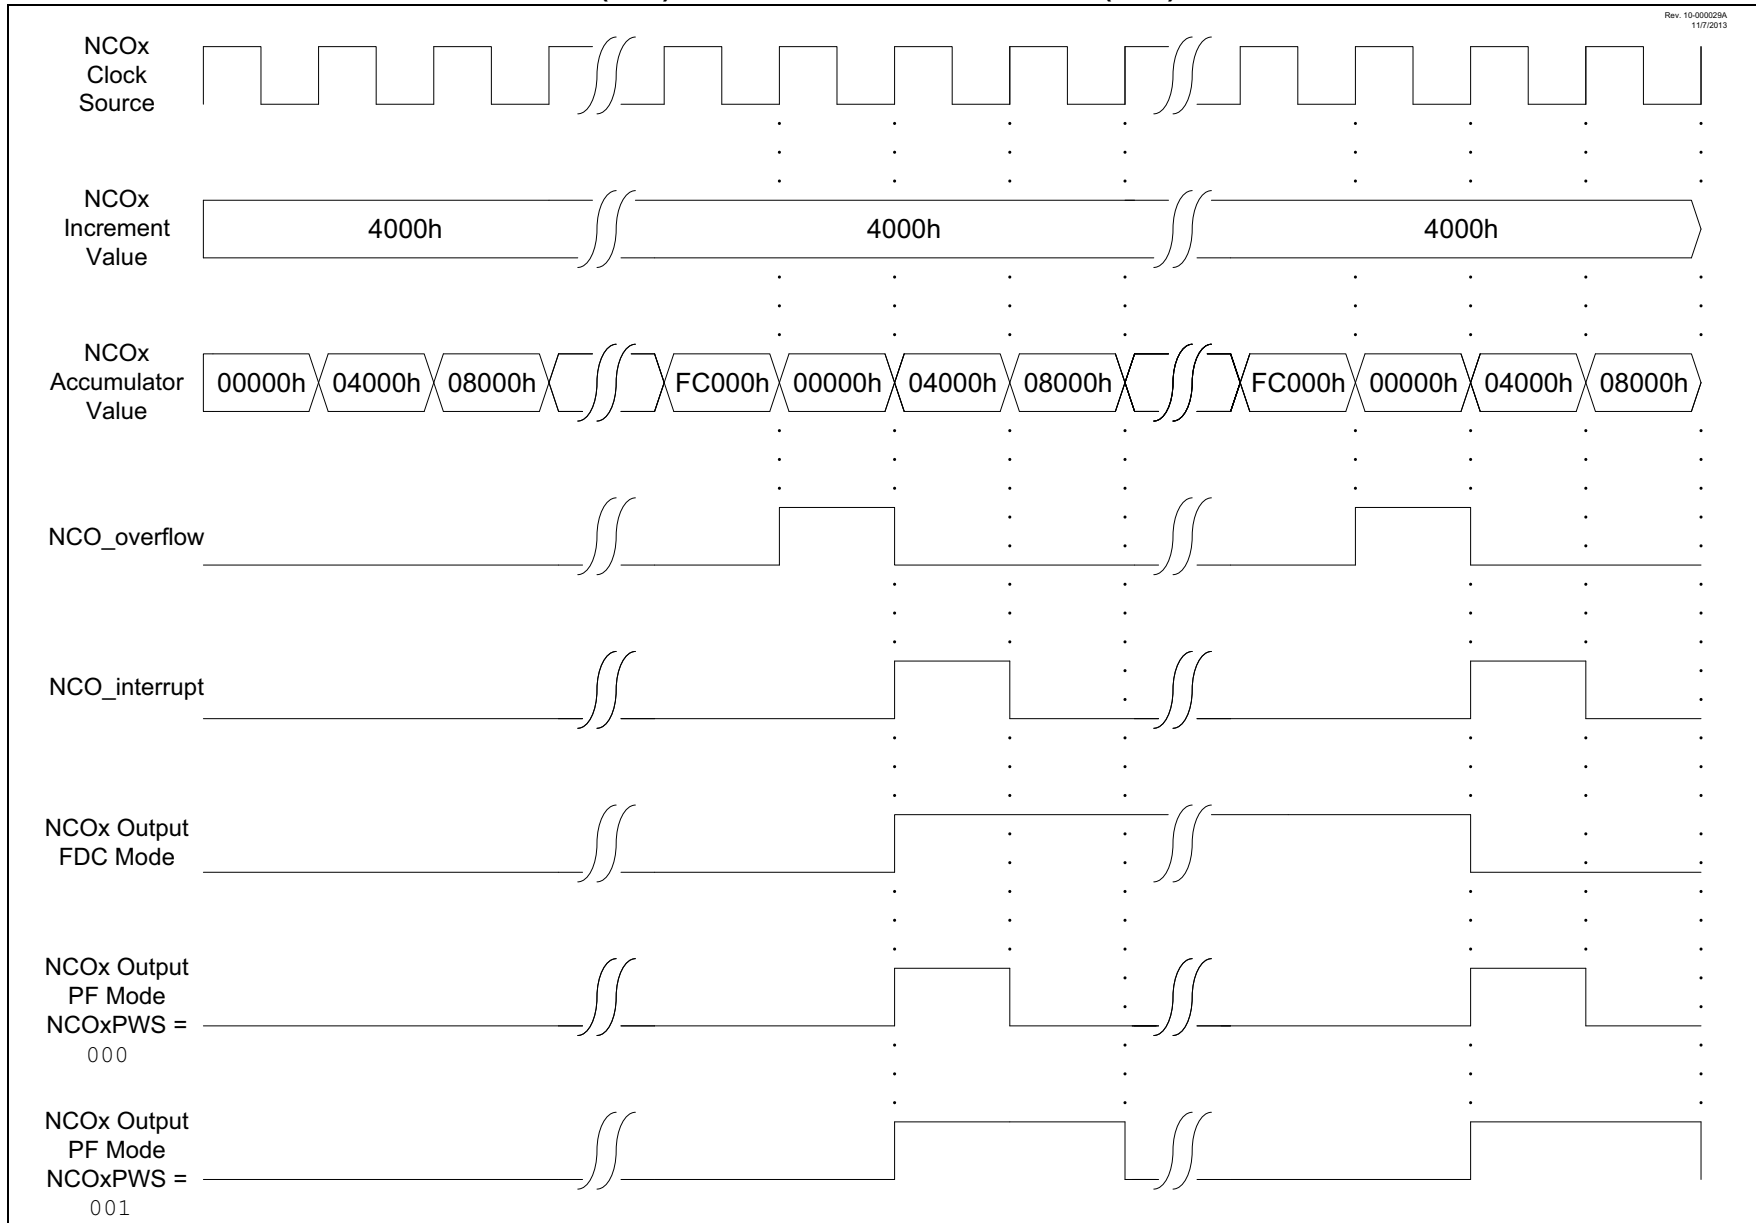 Rev. 10-000029A
11/7/2013
NCOx
Clock
Source
NCOx
Increment
Value
4000h
4000h
4000h
NCOx
Accumulator
Value
00000h
04000h
08000h
FC000h
00000h
04000h
08000h
FC000h
00000h
04000h
08000h
NCO_overflow
NCO_interrupt
NCOx Output
FDC Mode
NCOx Output
PF Mode
NCOxPWS =
000
NCOx Output
PF Mode
NCOxPWS =
001